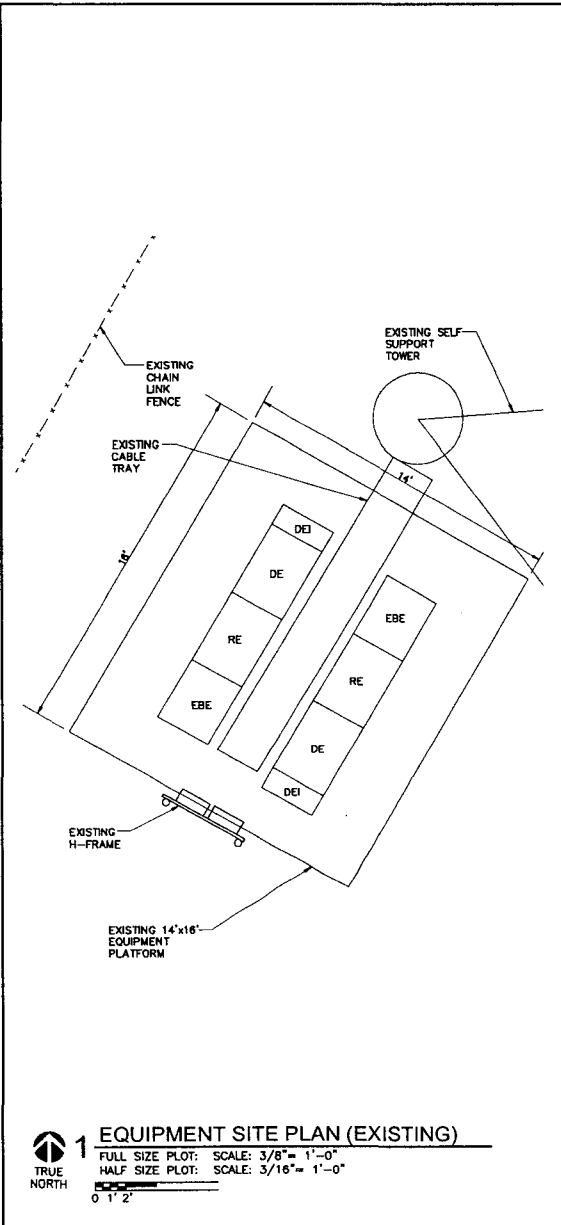 EXISTING SELF
SUPPORT
TOWER
EXISTING
CHAIN
LINK
FENCE
EXISTING
CABLE
TRAY
14'
16'
DEI
DE
RE
EBE
EBE
RE
DE
DEI
EXISTING
H-FRAME
EXISTING 14'x16'
EQUIPMENT
PLATFORM
TRUE
NORTH
1
EQUIPMENT SITE PLAN (EXISTING)
FULL SIZE PLOT: SCALE: 3/8"= 1'-0"
HALF SIZE PLOT: SCALE: 3/16"= 1'-0"
0 1' 2'